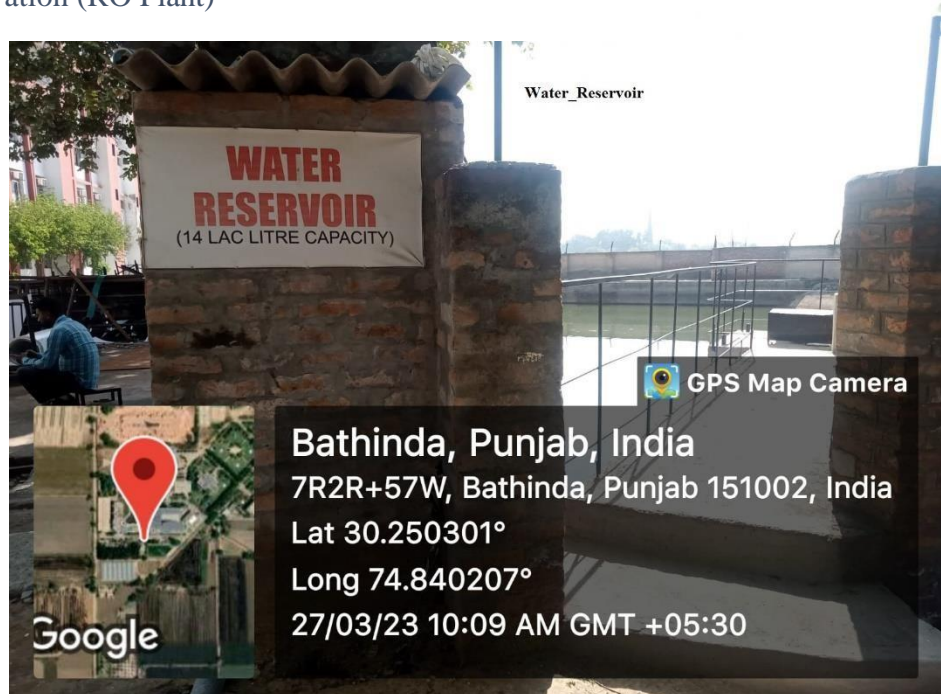 ation (RO Plant)
Water_Reservoir
WATER
RESERVOIR
(14 LAC LITRE CAPACITY)
GPS Map Camera
Bathinda, Punjab, India
7R2R+57W, Bathinda, Punjab 151002, India
Lat 30.250301°
Long 74.840207°
27/03/23 10:09 AM GMT +05:30
Google